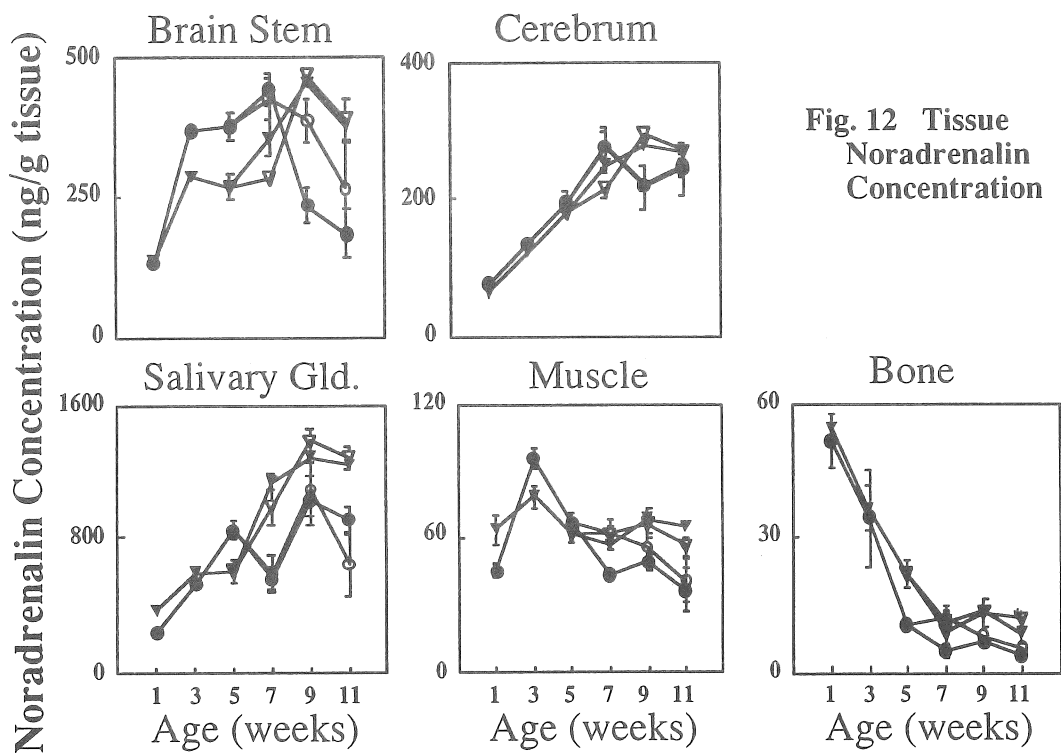 Noradrenalin Concentration (ng/g tissue)
Brain Stem
500
250
0
Cerebrum
400
200
0
Fig. 12 Tissue
Noradrenalin
Concentration
Salivary Gld.
1600
800
0
1 3 5 7 9 11
Age (weeks)
Muscle
120
60
0
1 3 5 7 9 11
Age (weeks)
Bone
60
30
0
1 3 5 7 9 11
Age (weeks)